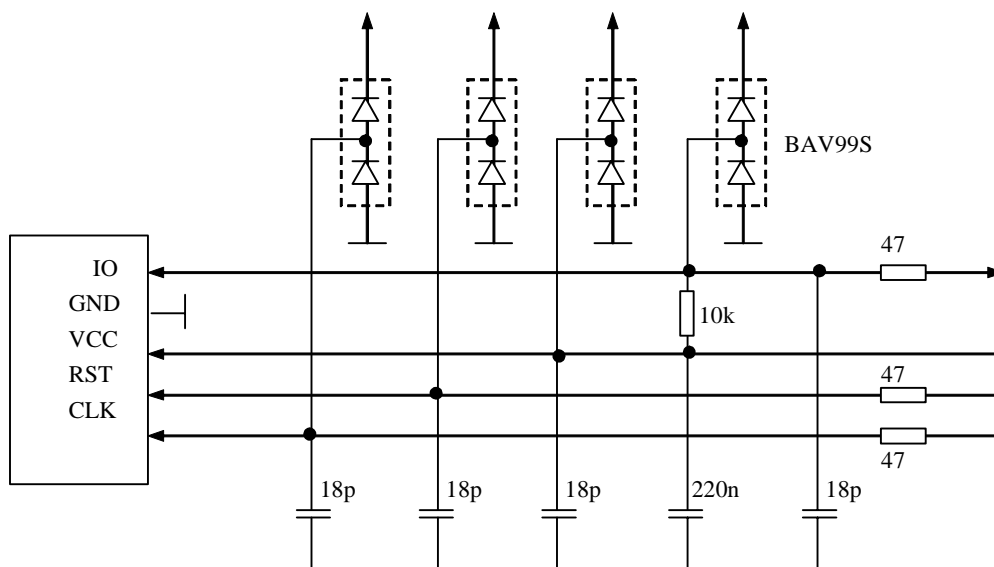 BAV99S
47
IO
GND
10k
VCC
RST
47
CLK
47
18p
18p
18p
220n
18p